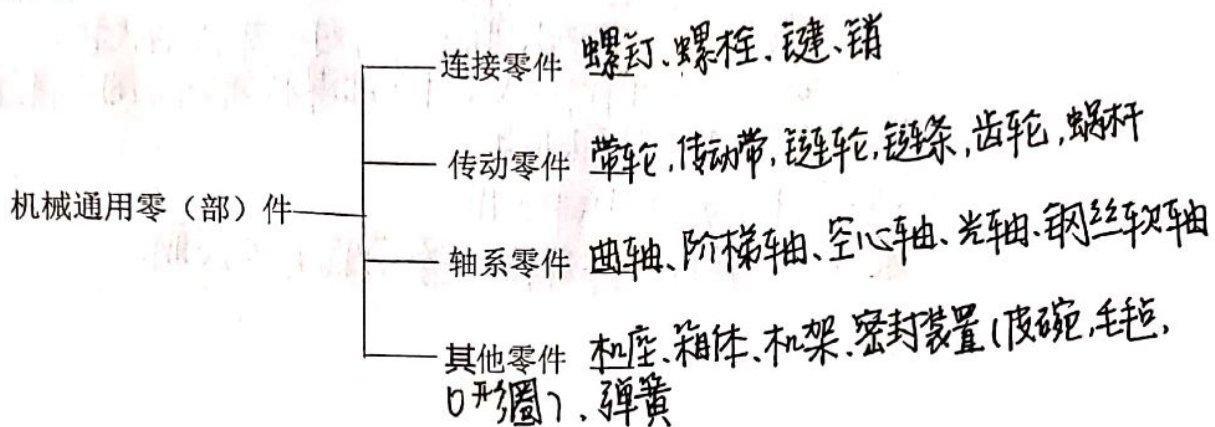 连接零件 螺钉、螺栓、键、销
传动零件 带轮,传动带,链轮,链条,齿轮,蜗杆
机械通用零（部）件
轴系零件 曲轴、阶梯轴、空心轴、光轴、钢丝软轴
其他零件 机座、箱体、机架、密封装置(皮碗,毛毡,
O形圈)、弹簧